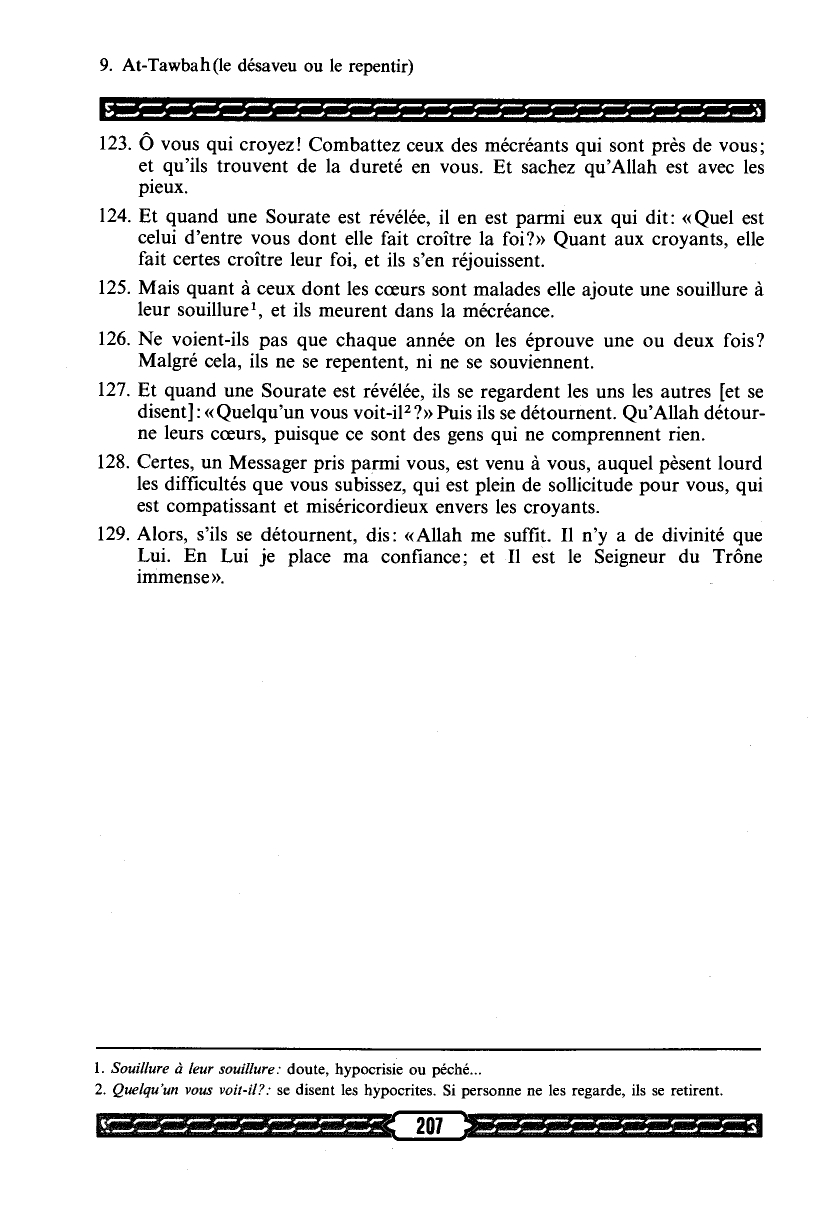 9. At-Tawbah (le désaveu ou le repentir)
123. Ô vous qui croyez! Combattez ceux des mécréants qui sont près de vous;
et qu'ils trouvent de la dureté en vous. Et sachez qu'Allah est avec les
pieux.
124. Et quand une Sourate est révélée, il en est parmi eux qui dit: «Quel est
celui d'entre vous dont elle fait croître la foi?» Quant aux croyants, elle
fait certes croître leur foi, et ils s'en réjouissent.
125. Mais quant à ceux dont les cœurs sont malades elle ajoute une souillure à
leur souillure¹, et ils meurent dans la mécréance.
126. Ne voient-ils pas que chaque année on les éprouve une ou deux fois?
Malgré cela, ils ne se repentent, ni ne se souviennent.
127. Et quand une Sourate est révélée, ils se regardent les uns les autres [et se
disent]: «Quelqu'un vous voit-il²?» Puis ils se détournent. Qu'Allah détour-
ne leurs cœurs, puisque ce sont des gens qui ne comprennent rien.
128. Certes, un Messager pris parmi vous, est venu à vous, auquel pèsent lourd
les difficultés que vous subissez, qui est plein de sollicitude pour vous, qui
est compatissant et miséricordieux envers les croyants.
129. Alors, s'ils se détournent, dis: «Allah me suffit. Il n'y a de divinité que
Lui. En Lui je place ma confiance; et Il est le Seigneur du Trône
immense».
1. Souillure à leur souillure: doute, hypocrisie ou péché...
2. Quelqu'un vous voit-il?: se disent les hypocrites. Si personne ne les regarde, ils se retirent.
207